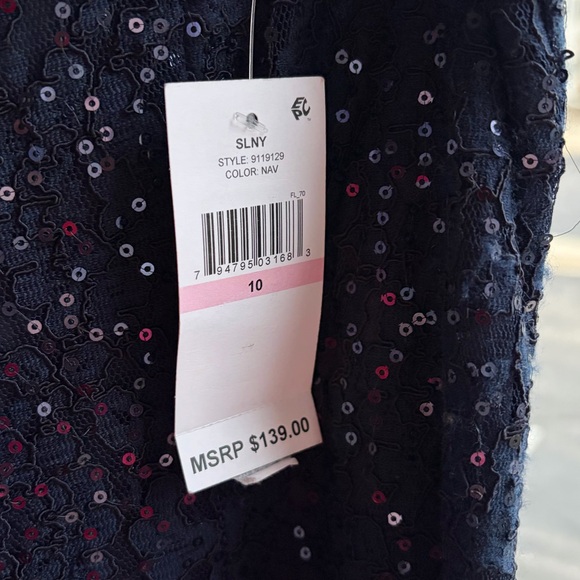 SLNY
STYLE: 9119129
COLOR: NAV
FL_70
7 94795 03168 3
10
MSRP $139.00